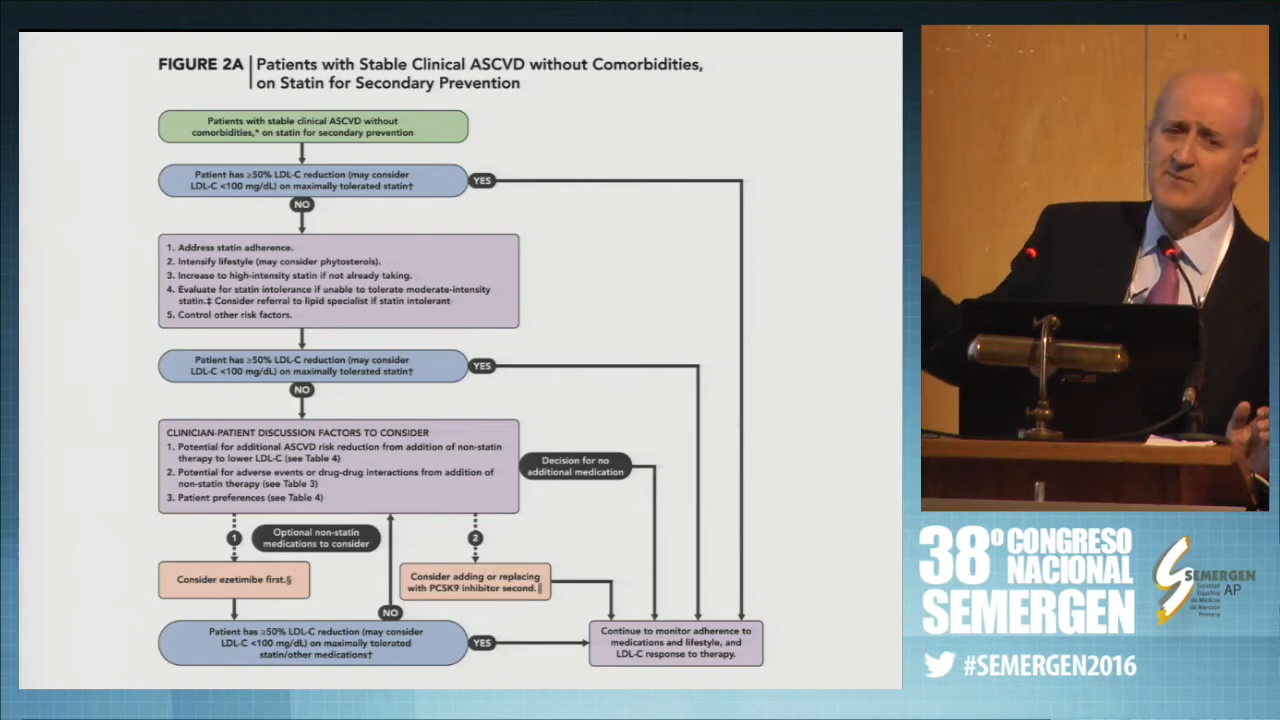 FIGURE 2A
Patients with Stable Clinical ASCVD without Comorbidities,
on Statin for Secondary Prevention
Patients with stable clinical ASCVD without
comorbidities,* on statin for secondary prevention
Patient has ≥50% LDL-C reduction (may consider
LDL-C <100 mg/dL) on maximally tolerated statin†
YES
NO
1. Address statin adherence.
2. Intensify lifestyle (may consider phytosterols).
3. Increase to high-intensity statin if not already taking.
4. Evaluate for statin intolerance if unable to tolerate moderate-intensity
statin.‡ Consider referral to lipid specialist if statin intolerant
5. Control other risk factors.
Patient has ≥50% LDL-C reduction (may consider
LDL-C <100 mg/dL) on maximally tolerated statin†
YES
NO
CLINICIAN-PATIENT DISCUSSION FACTORS TO CONSIDER
1. Potential for additional ASCVD risk reduction from addition of non-statin
therapy to lower LDL-C (see Table 4)
2. Potential for adverse events or drug-drug interactions from addition of
non-statin therapy (see Table 3)
3. Patient preferences (see Table 4)
Decision for no
additional medication
1
Optional non-statin
medications to consider
2
Consider ezetimibe first.§
Consider adding or replacing
with PCSK9 inhibitor second.‖
NO
Patient has ≥50% LDL-C reduction (may consider
LDL-C <100 mg/dL) on maximally tolerated
statin/other medications†
YES
Continue to monitor adherence to
medications and lifestyle, and
LDL-C response to therapy.
38º CONGRESO
NACIONAL
SEMERGEN
#SEMERGEN2016
SEMERGEN
Sociedad
Española
de Médicos
de Atención
Primaria
AP